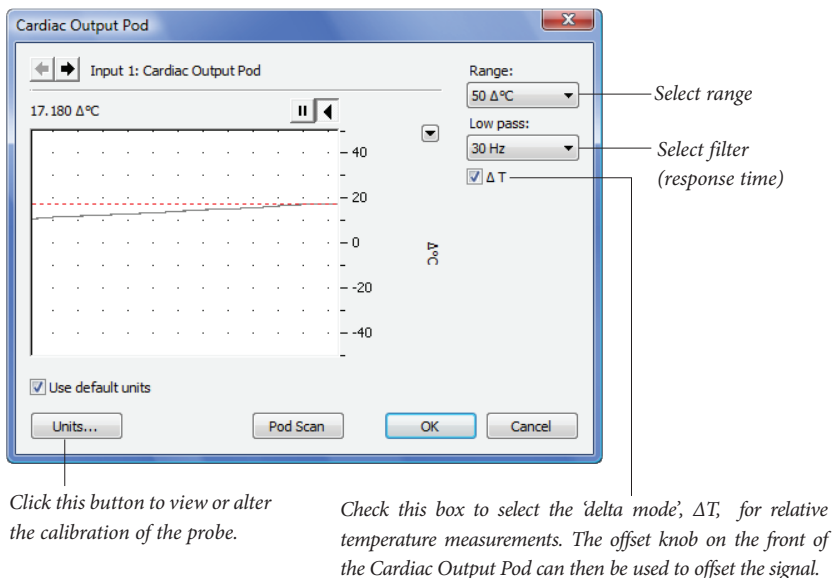 Cardiac Output Pod
Input 1: Cardiac Output Pod
17.180 Δ°C
40
20
0
-20
-40
Δ°C
Range:
50 Δ°C
Low pass:
30 Hz
Δ T
Select range
Select filter
(response time)
Use default units
Units...
Pod Scan
OK
Cancel
Click this button to view or alter
the calibration of the probe.
Check this box to select the 'delta mode', ΔT, for relative
temperature measurements. The offset knob on the front of
the Cardiac Output Pod can then be used to offset the signal.